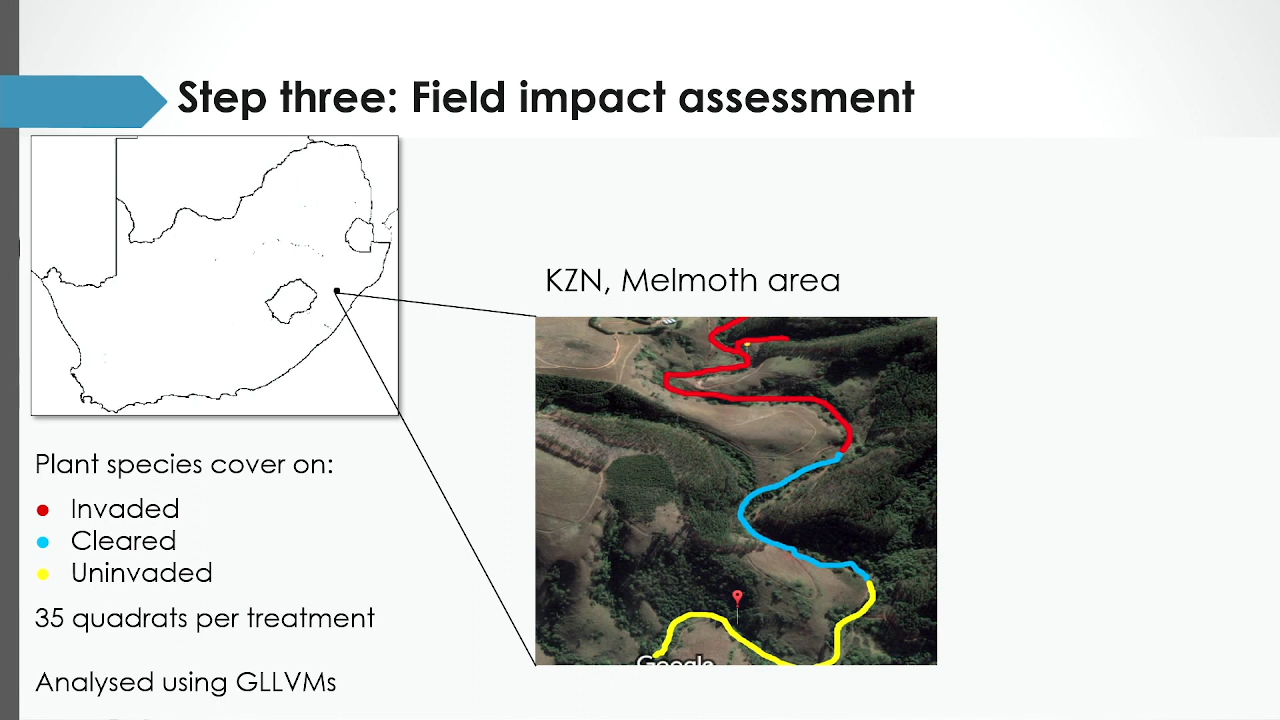 Step three: Field impact assessment
KZN, Melmoth area
Plant species cover on:
Invaded
Cleared
Uninvaded
35 quadrats per treatment
Analysed using GLLVMs
Google